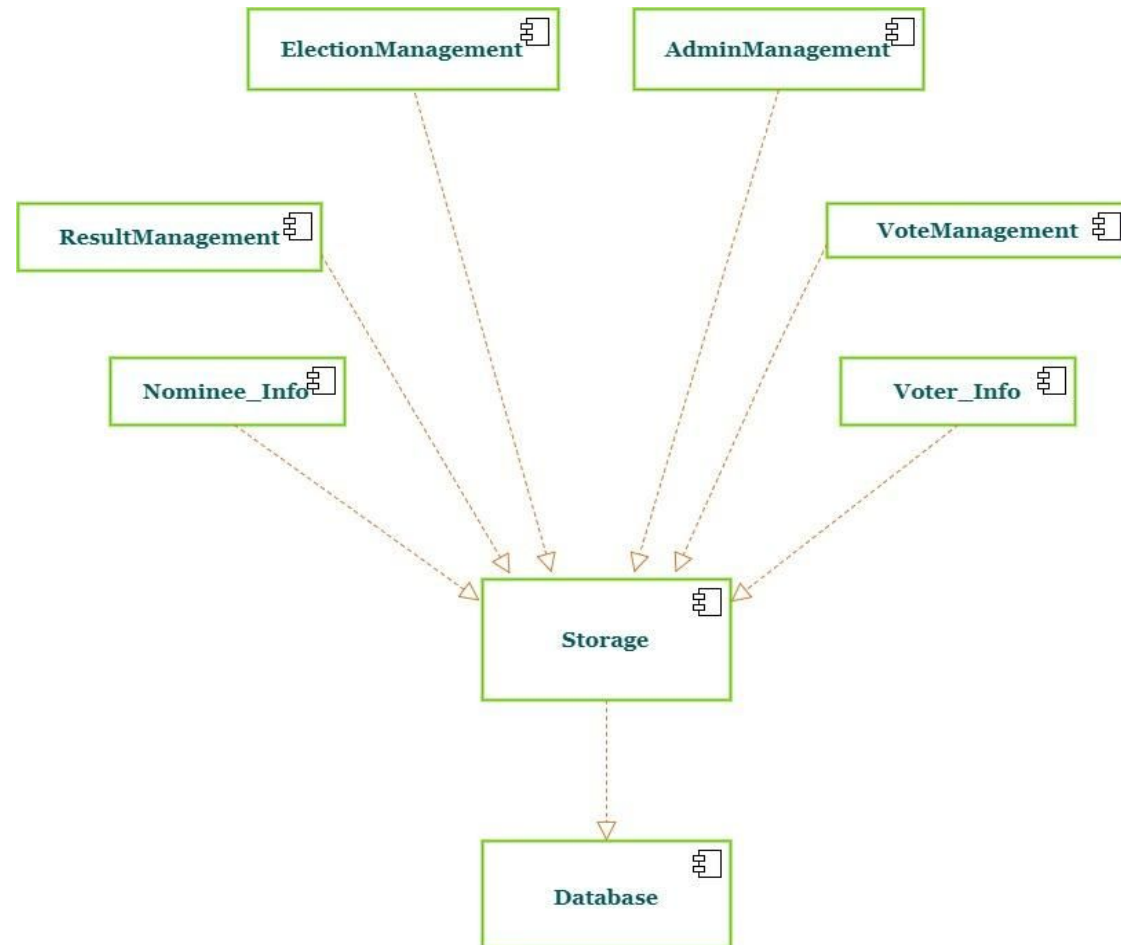 ElectionManagement
AdminManagement
ResultManagement
VoteManagement
Nominee_Info
Voter_Info
Storage
Database